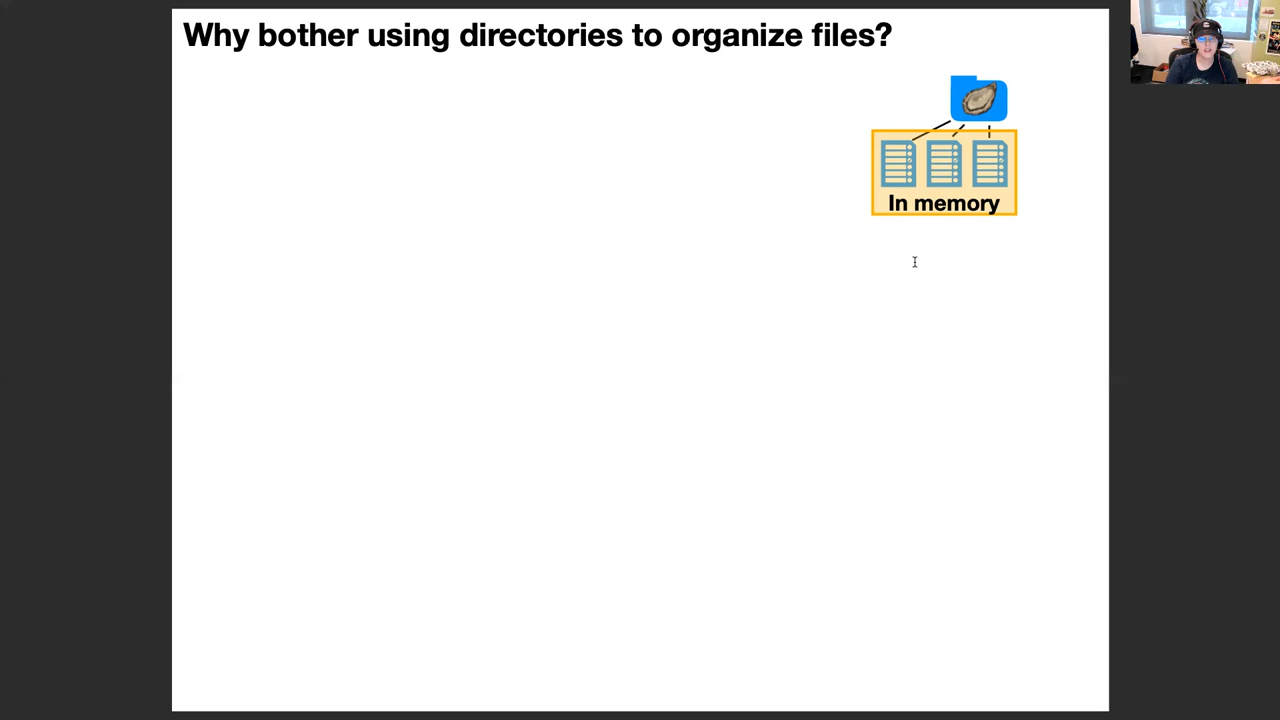 Why bother using directories to organize files?
In memory